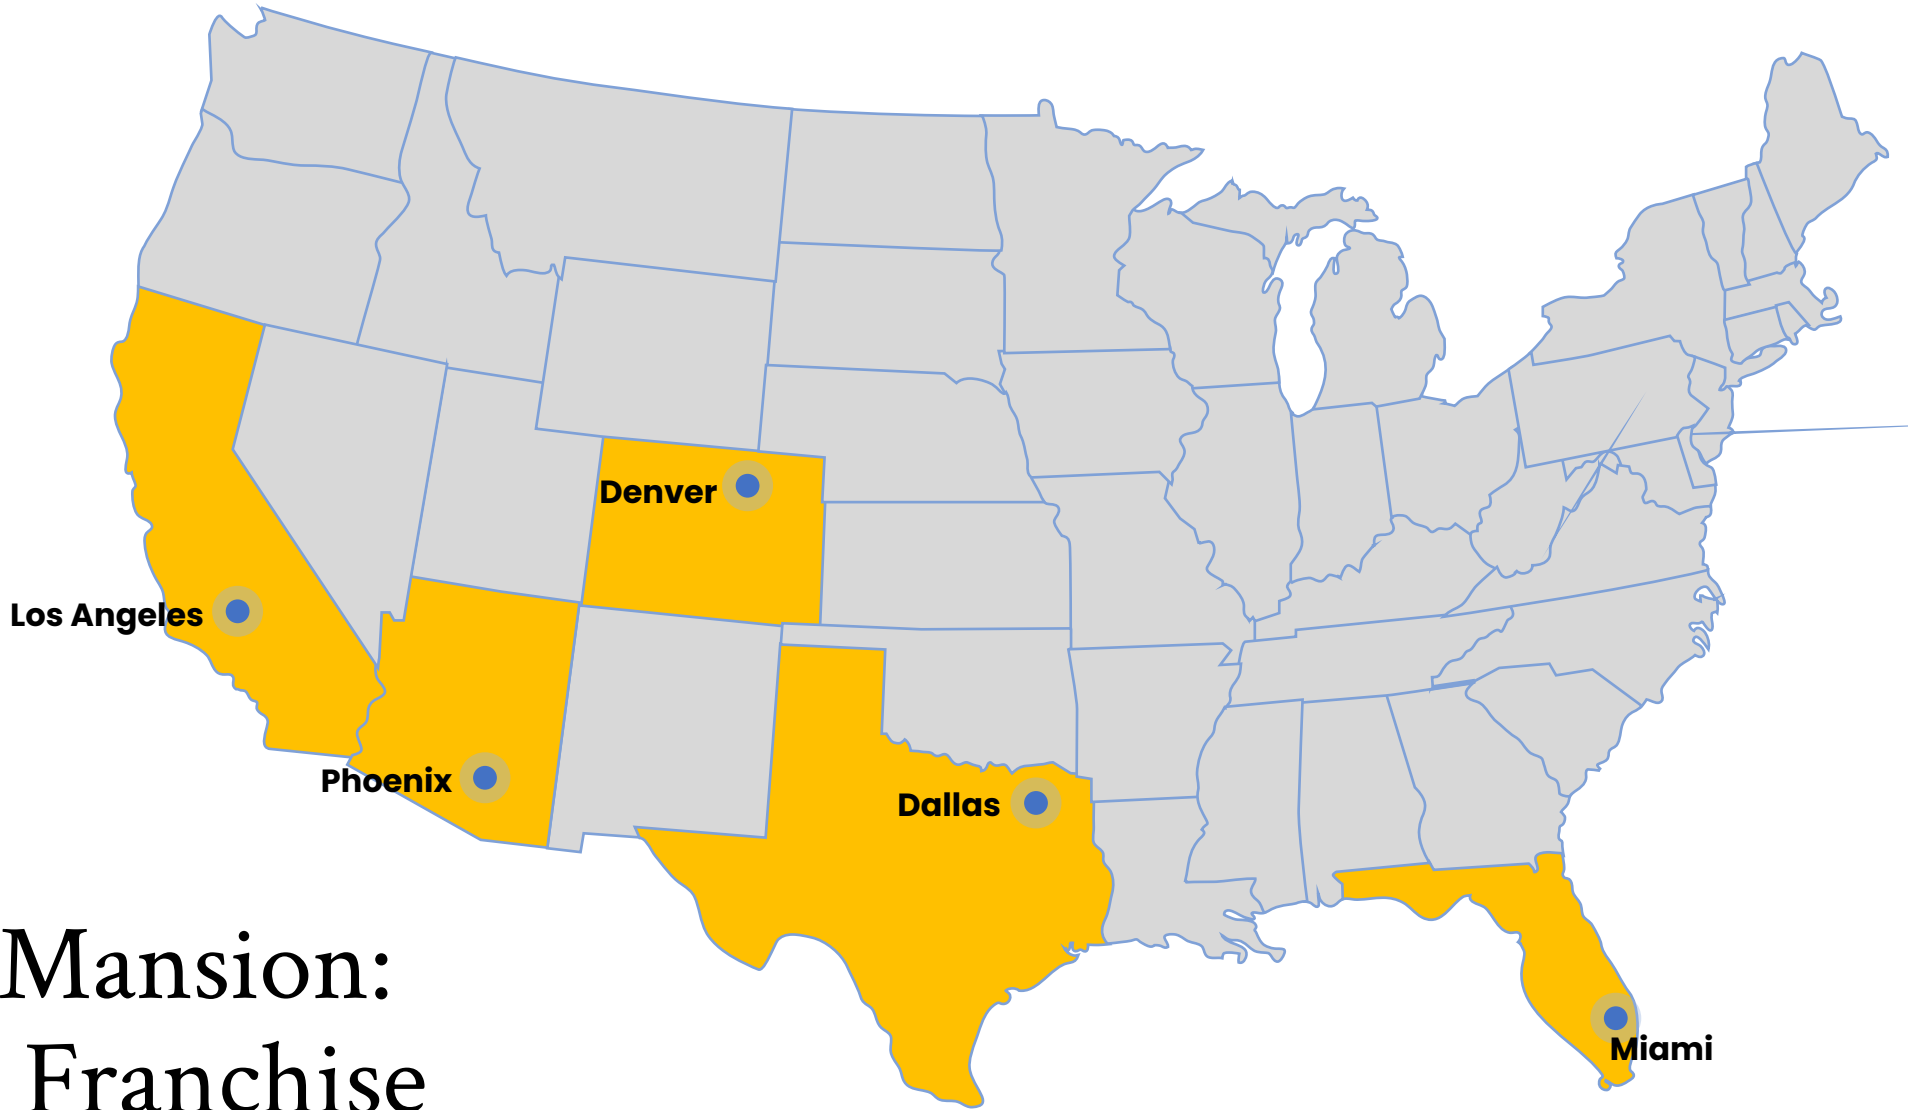 Denver
Los Angeles
Phoenix
Dallas
Miami
Mansion:
Franchise